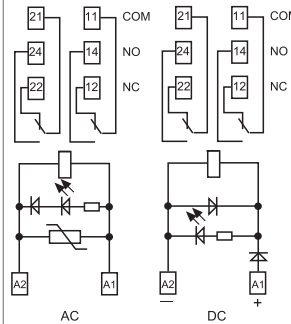 21 11 COM 21 11 COM
24 14 NO 24 14 NO
22 12 NC 22 12 NC
A2 A1 A2 A1
— +
AC DC